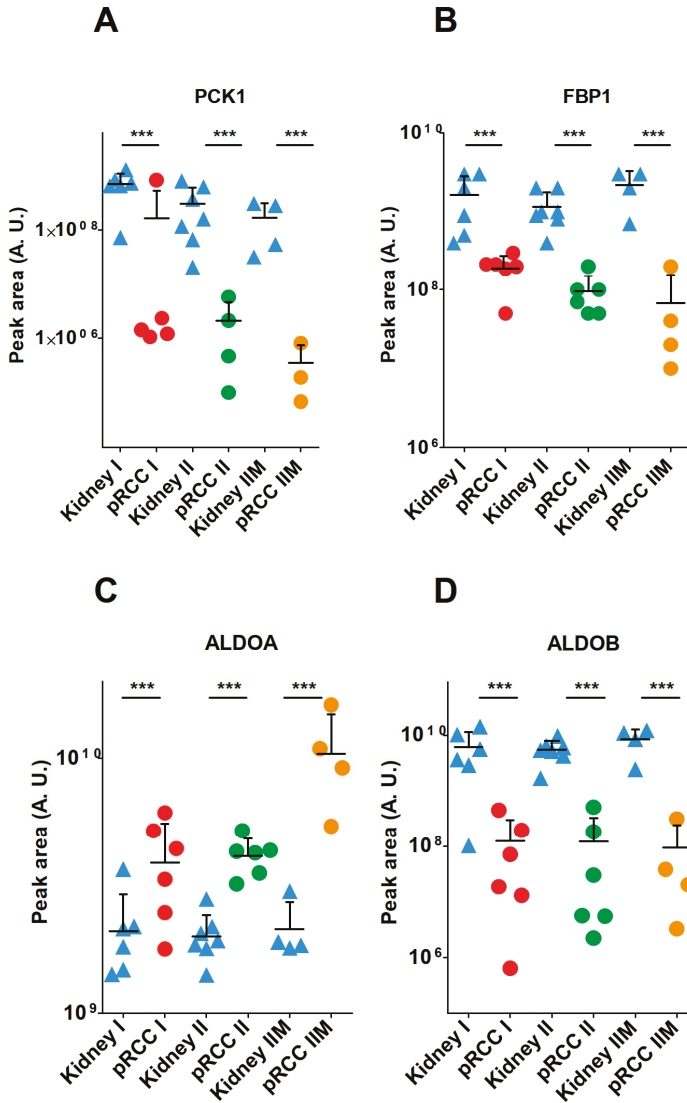 A
PCK1
*** *** ***
Peak area (A. U.)
1×10⁰⁸
1×10⁰⁶
Kidney I
pRCC I
Kidney II
pRCC II
Kidney IIM
pRCC IIM
B
FBP1
*** *** ***
Peak area (A. U.)
10¹⁰
10⁸
10⁶
Kidney I
pRCC I
Kidney II
pRCC II
Kidney IIM
pRCC IIM
C
ALDOA
*** *** ***
Peak area (A. U.)
10¹⁰
10⁹
Kidney I
pRCC I
Kidney II
pRCC II
Kidney IIM
pRCC IIM
D
ALDOB
*** *** ***
Peak area (A. U.)
10¹⁰
10⁸
10⁶
Kidney I
pRCC I
Kidney II
pRCC II
Kidney IIM
pRCC IIM